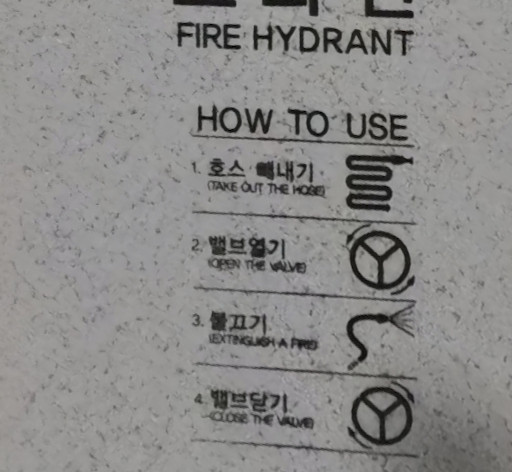 FIRE HYDRANT
HOW TO USE
1. 호스 빼내기
(TAKE OUT THE HOSE)
2. 밸브열기
(OPEN THE VALVE)
3. 불끄기
(EXTINGUISH A FIRE)
4. 밸브닫기
(CLOSE THE VALVE)